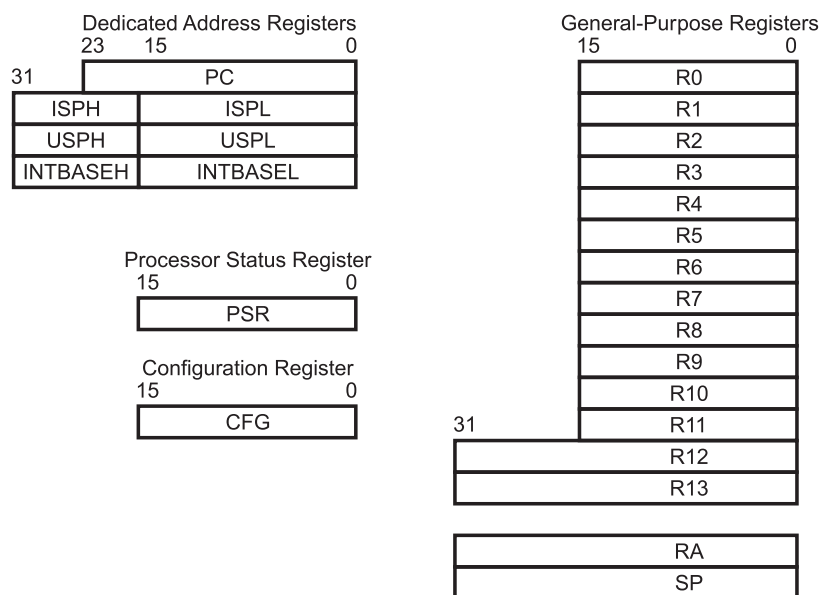 Dedicated Address Registers
23 15 0
31
PC
ISPH ISPL
USPH USPL
INTBASEH INTBASEL
Processor Status Register
15 0
PSR
Configuration Register
15 0
CFG
General-Purpose Registers
15 0
R0
R1
R2
R3
R4
R5
R6
R7
R8
R9
R10
31
R11
R12
R13
RA
SP